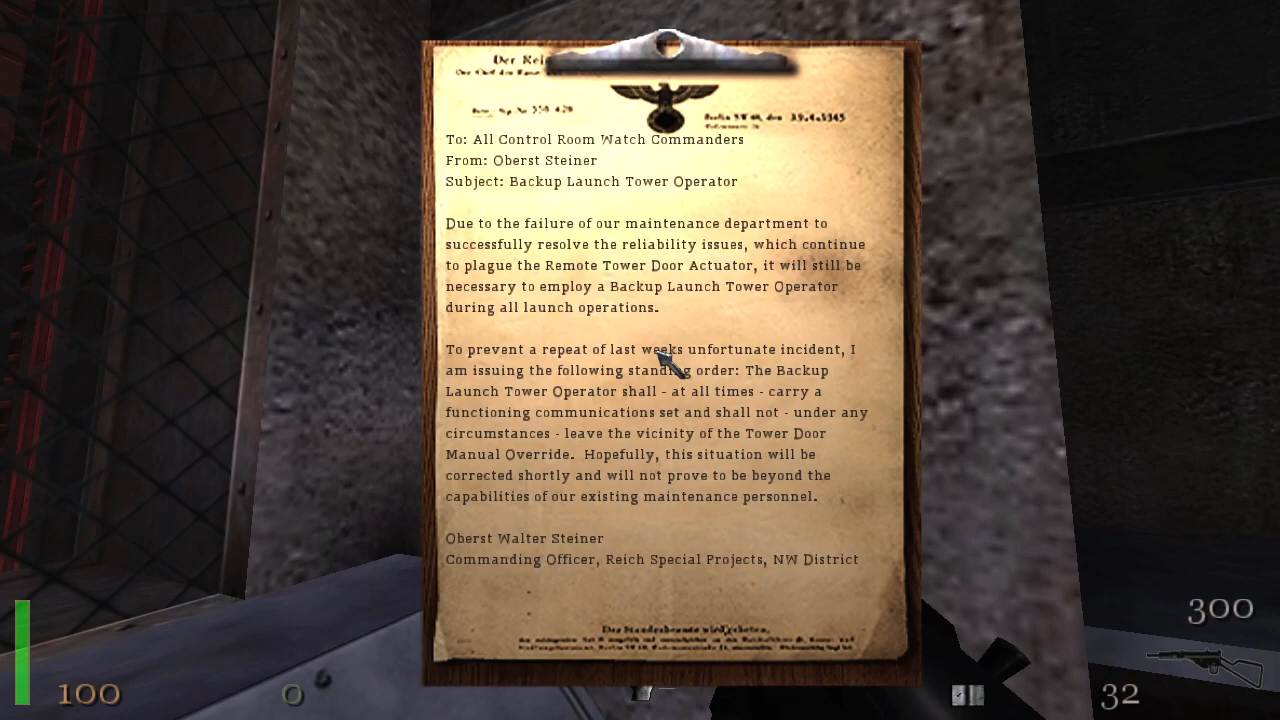 Der Rei
To: All Control Room Watch Commanders
From: Oberst Steiner
Subject: Backup Launch Tower Operator
Due to the failure of our maintenance department to
successfully resolve the reliability issues, which continue
to plague the Remote Tower Door Actuator, it will still be
necessary to employ a Backup Launch Tower Operator
during all launch operations.
To prevent a repeat of last weeks unfortunate incident, I
am issuing the following standing order: The Backup
Launch Tower Operator shall - at all times - carry a
functioning communications set and shall not - under any
circumstances - leave the vicinity of the Tower Door
Manual Override.  Hopefully, this situation will be
corrected shortly and will not prove to be beyond the
capabilities of our existing maintenance personnel.
Oberst Walter Steiner
Commanding Officer, Reich Special Projects, NW District
300
100
0
32